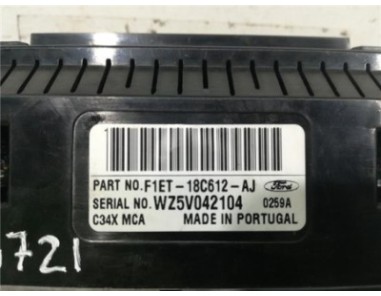 PART NO. F1ET-18C612-AJ Ford
SERIAL NO. WZ5V042104 0259A
C34X MCA MADE IN PORTUGAL
721